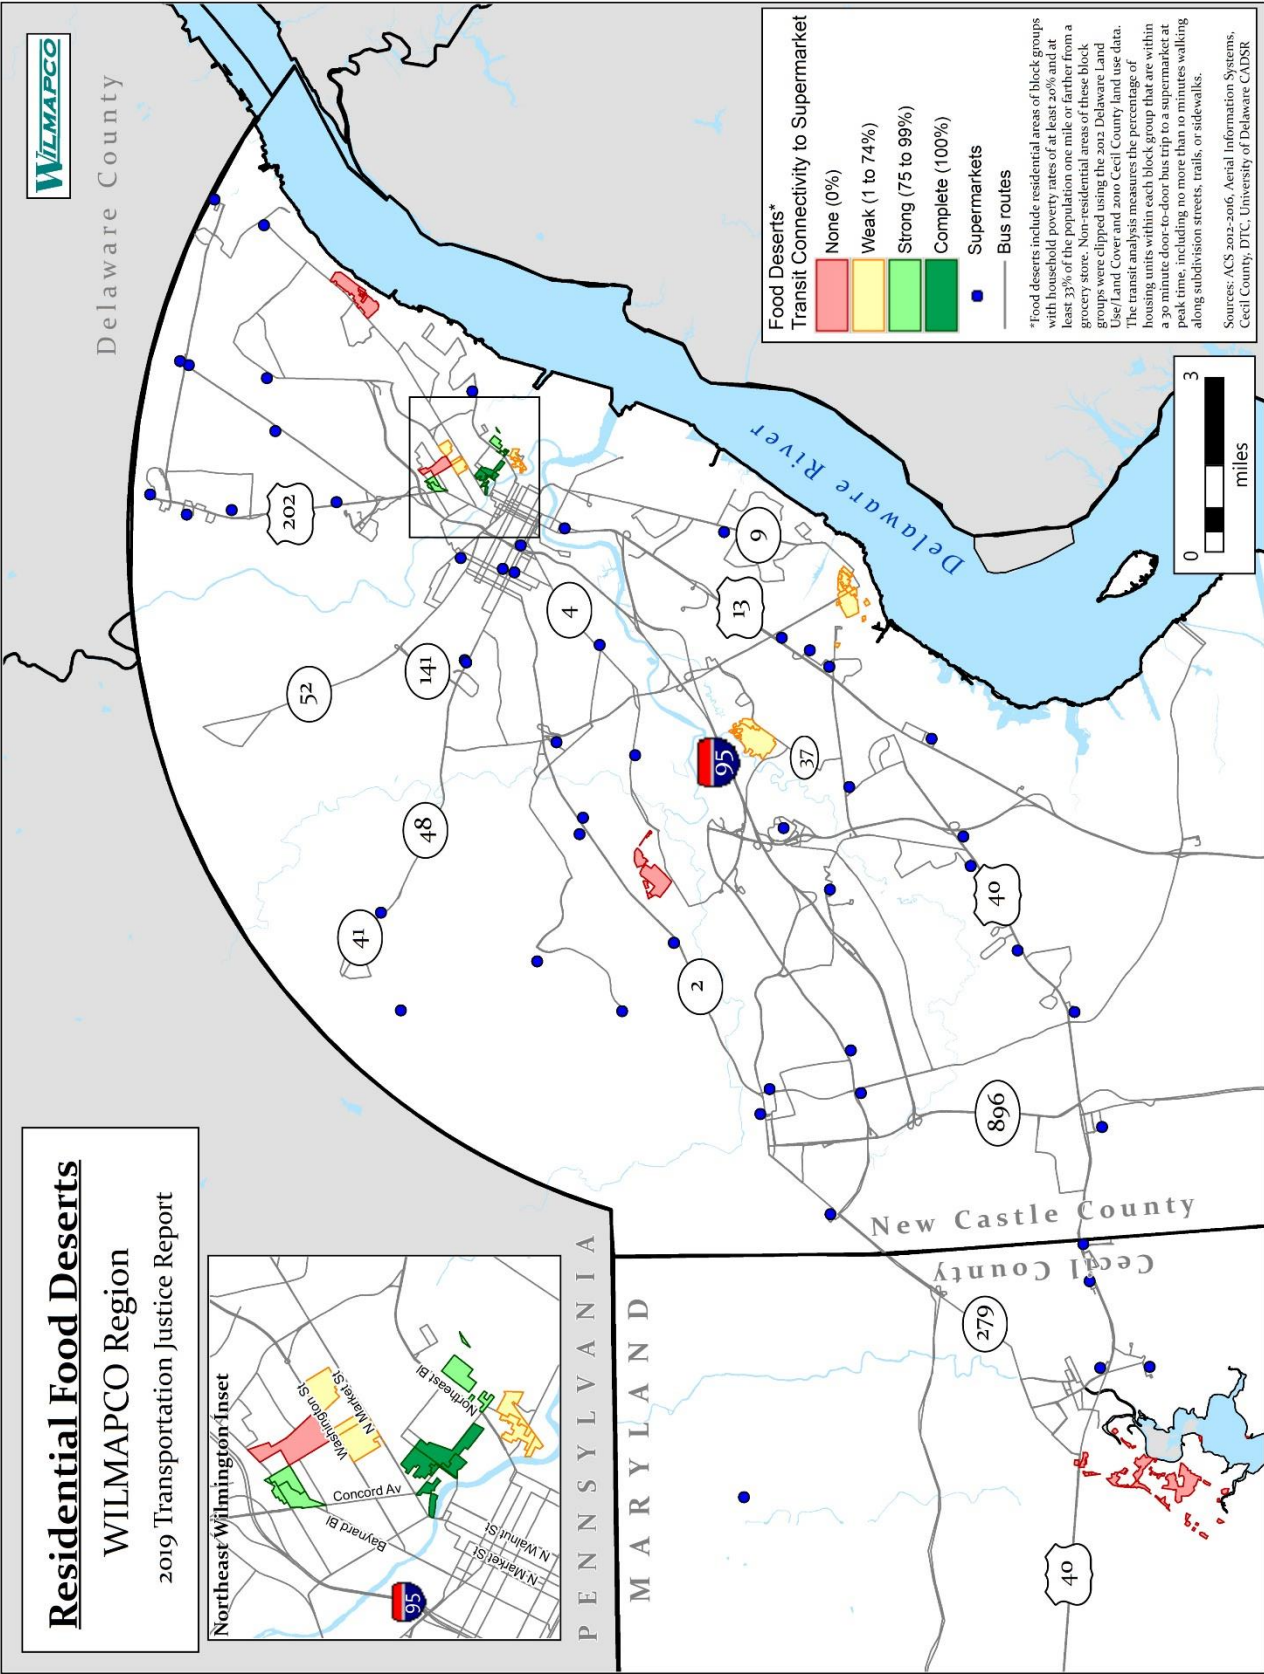 Residential Food Deserts
WILMAPCO Region
2019 Transportation Justice Report
WILMAPCO
Delaware County
Northeast Wilmington Inset
Washington St
N Market St
Northeast Bl
Concord Av
Baynard Bl
N Market St
N Walnut St
95
PENNSYLVANIA
MARYLAND
New Castle County
Cecil County
Delaware River
202
52
141
48
41
4
2
9
13
95
37
40
896
279
40
Food Deserts*
Transit Connectivity to Supermarket
None (0%)
Weak (1 to 74%)
Strong (75 to 99%)
Complete (100%)
Supermarkets
Bus routes
*Food deserts include residential areas of block groups
with household poverty rates of at least 20% and at
least 33% of the population one mile or farther from a
grocery store. Non-residential areas of these block
groups were clipped using the 2012 Delaware Land
Use/Land Cover and 2010 Cecil County land use data.
The transit analysis measures the percentage of
housing units within each block group that are within
a 30 minute door-to-door bus trip to a supermarket at
peak time, including no more than 10 minutes walking
along subdivision streets, trails, or sidewalks.
Sources: ACS 2012-2016, Aerial Information Systems,
Cecil County, DTC, University of Delaware CADSR
0 3
miles